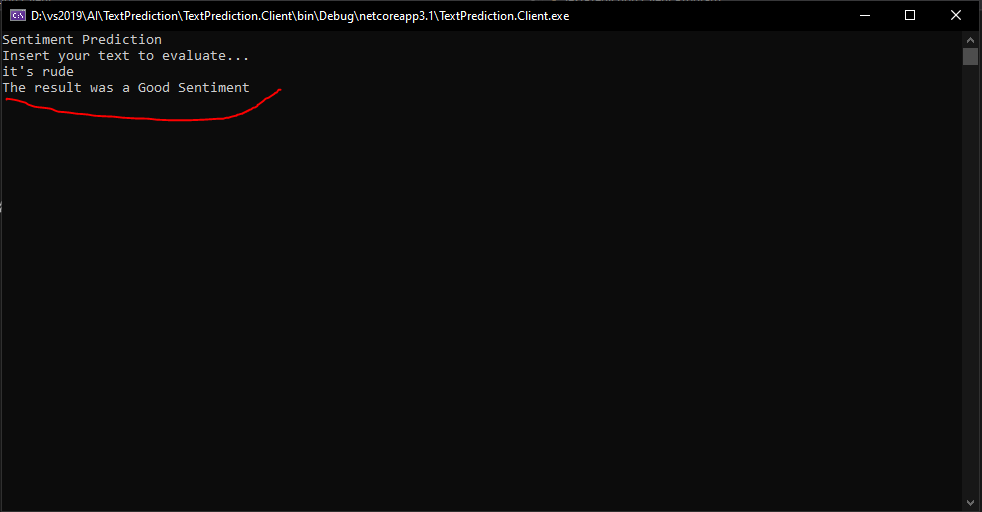 D:\vs2019\AI\TextPrediction\TextPrediction.Client\bin\Debug\netcoreapp3.1\TextPrediction.Client.exe
Sentiment Prediction
Insert your text to evaluate...
it's rude
The result was a Good Sentiment